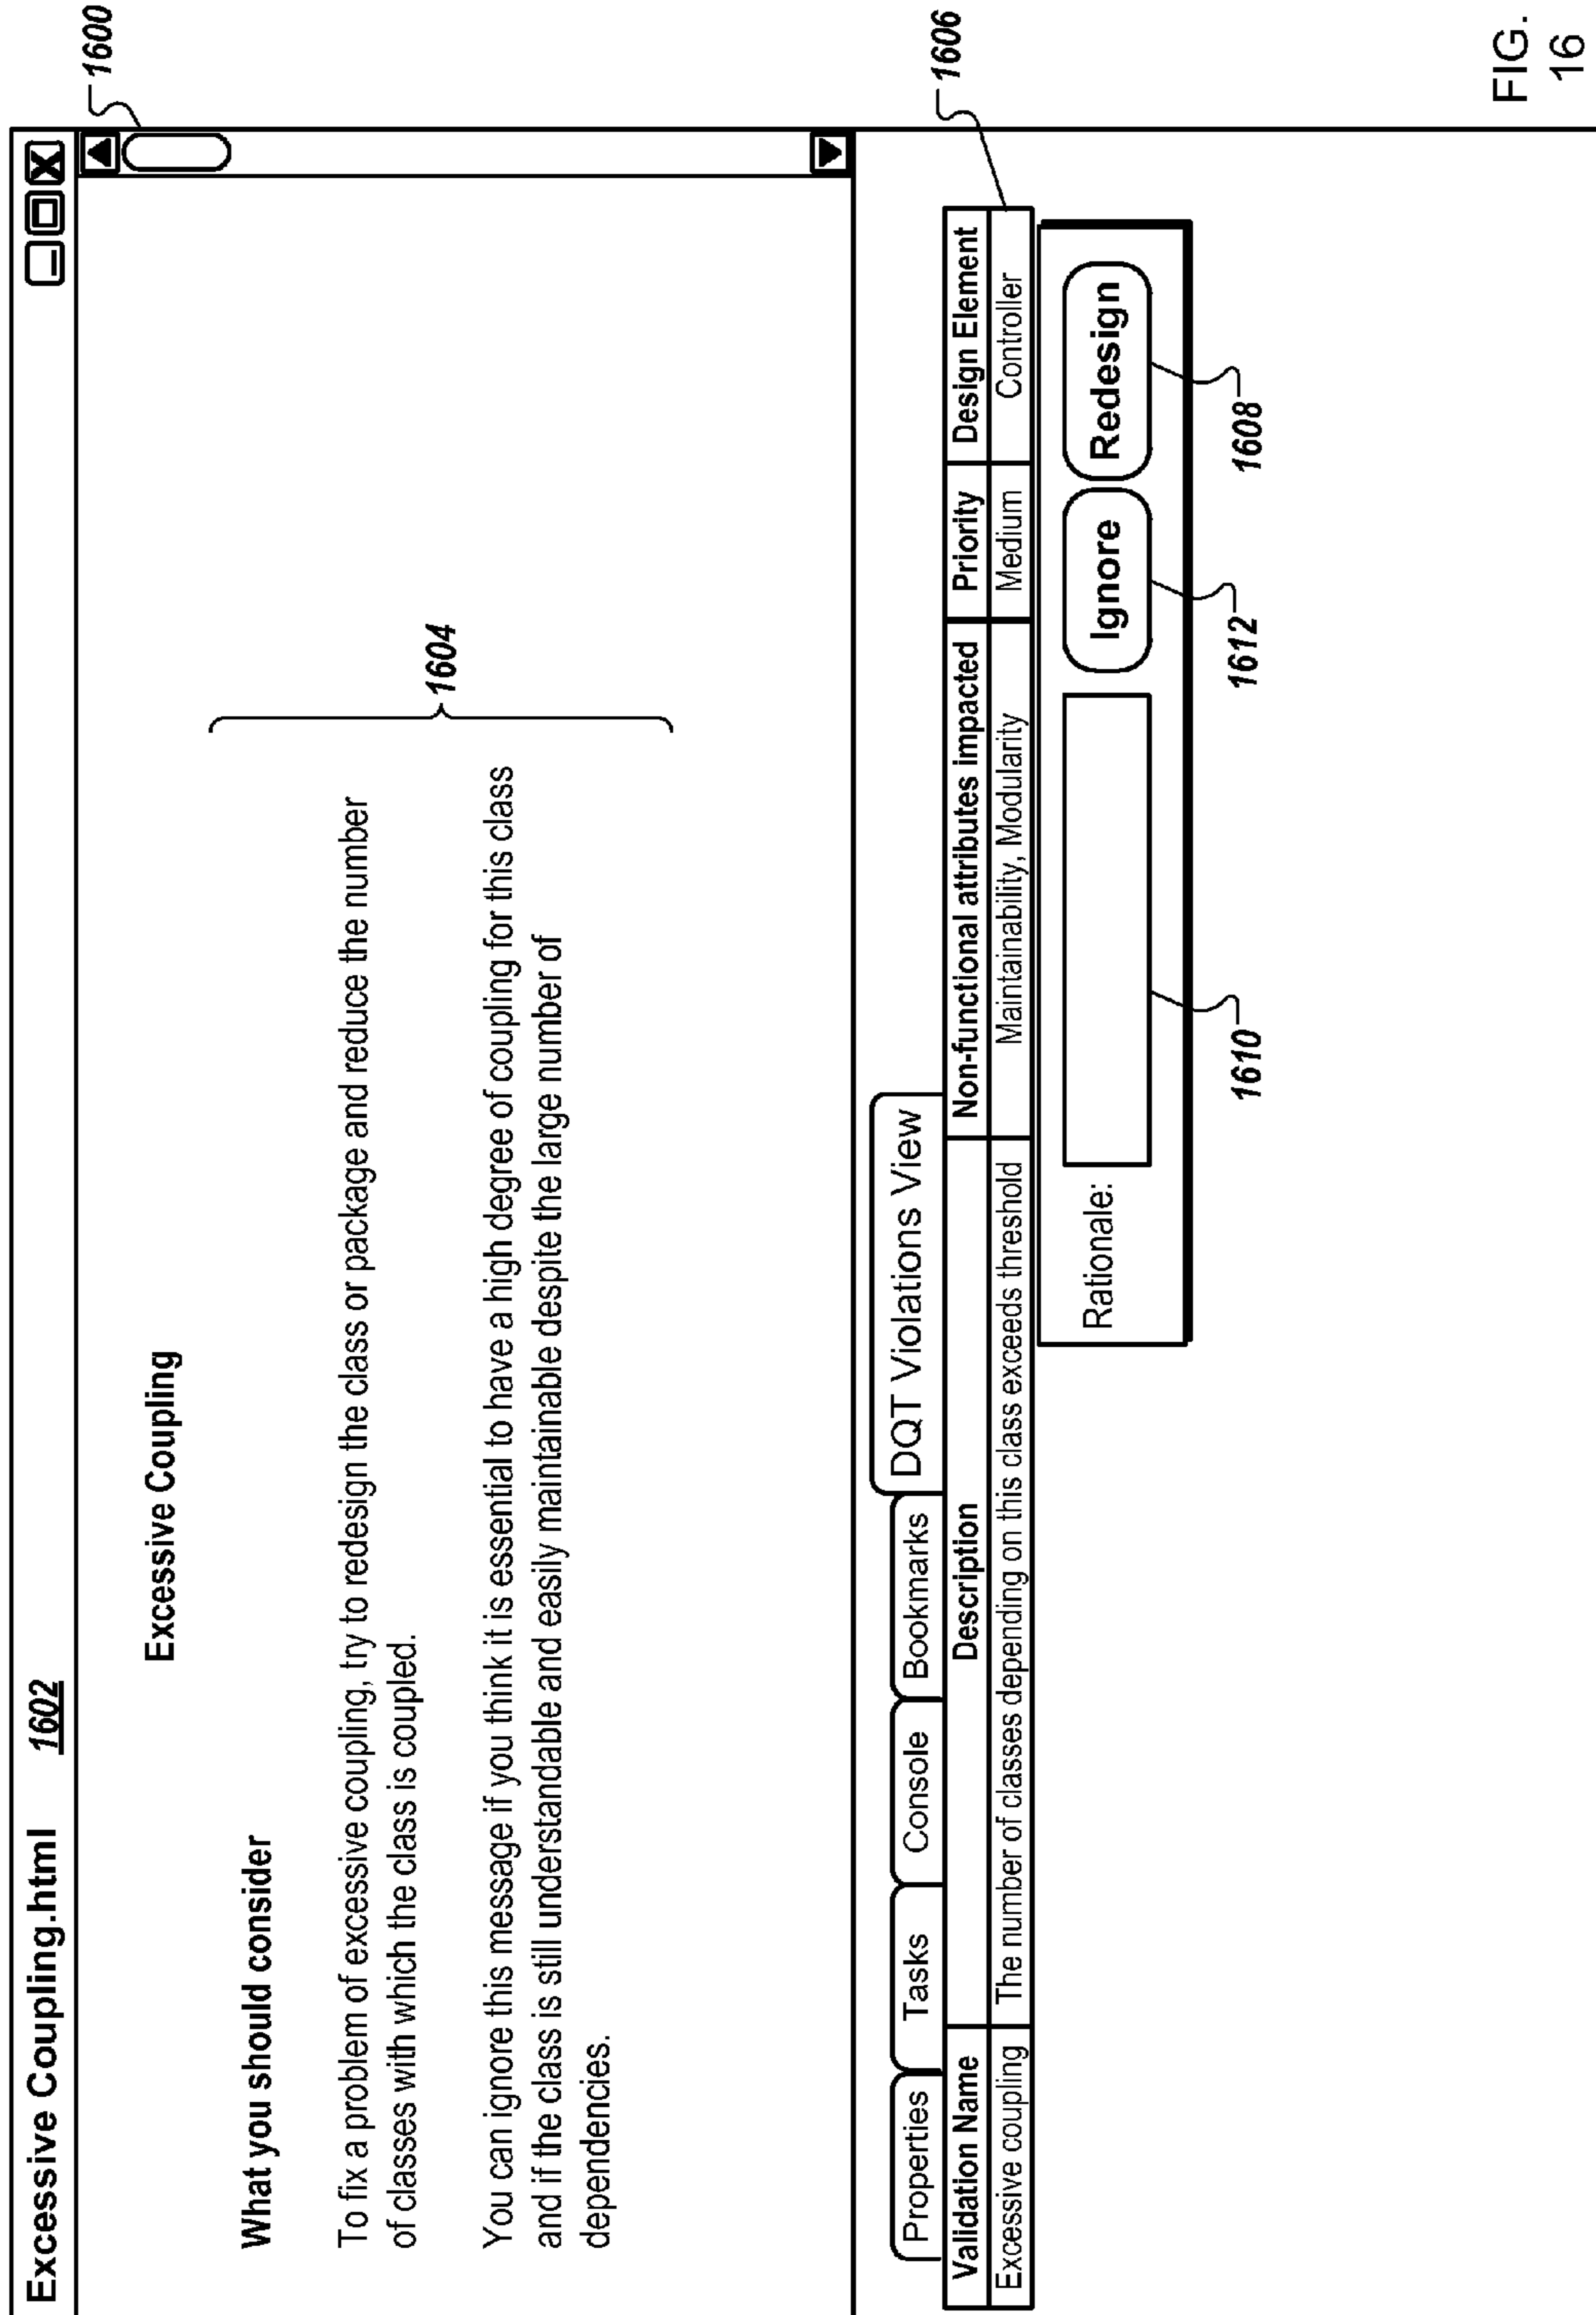 Excessive Coupling.html 1602
1600
Excessive Coupling
What you should consider
To fix a problem of excessive coupling, try to redesign the class or package and reduce the number
of classes with which the class is coupled.
1604
You can ignore this message if you think it is essential to have a high degree of coupling for this class
and if the class is still understandable and easily maintainable despite the large number of
dependencies.
Properties Tasks Console Bookmarks DQT Violations View
1606
Validation Name Description Non-functional attributes impacted Priority Design Element
Excessive coupling The number of classes depending on this class exceeds threshold Maintainability, Modularity Medium Controller
Rationale: Ignore Redesign
1610 1612 1608
FIG.
16